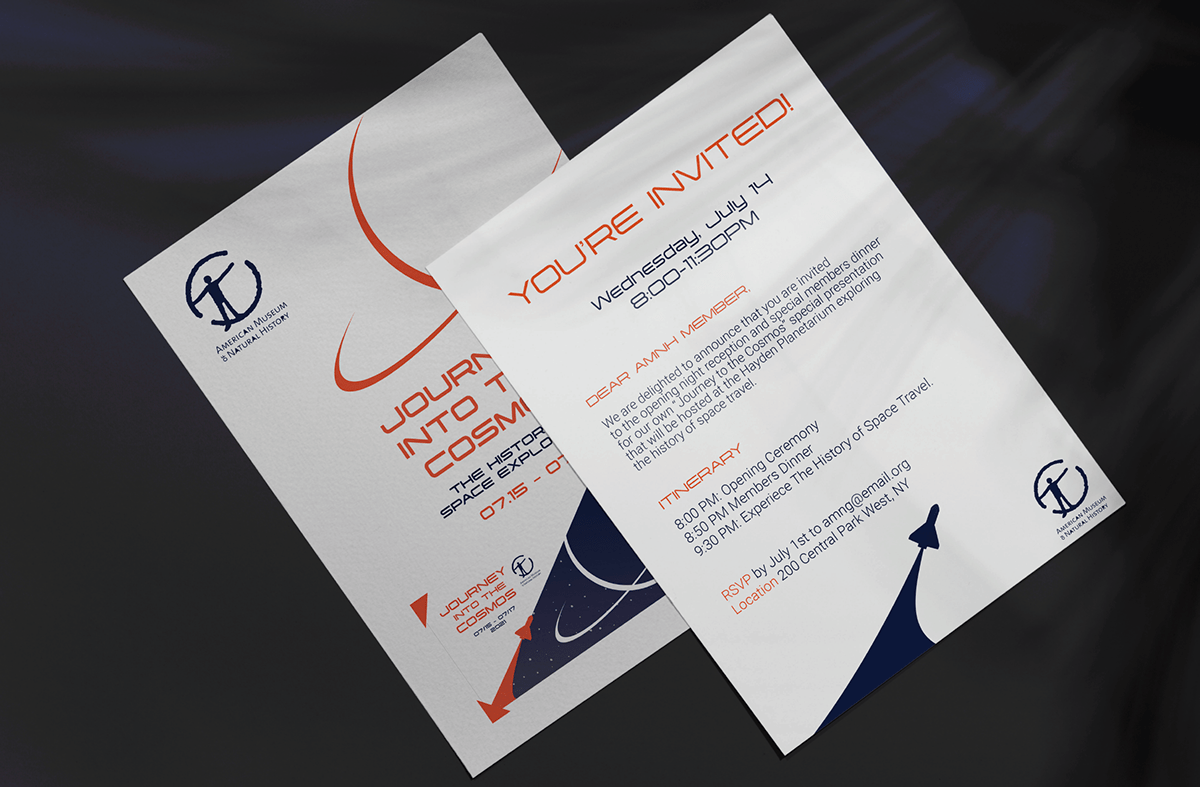 American Museum
& Natural History
JOURN
INTO T
COSMO
THE HISTOR
SPACE EXPLO
07.15 - 07
JOURNEY
INTO THE
COSMOS
07/15 - 07/17
2021
YOU'RE INVITED!
Wednesday, July 14
8:00-11:30PM
DEAR AMNH MEMBER,
We are delighted to announce that you are invited
to the opening night reception and special members dinner
for our own" Journey to the Cosmos" special presentation
that will be hosted at the Hayden Planetarium exploring
the history of space travel.
ITINERARY
8:00 PM: Opening Ceremony
8:50 PM Members Dinner
9:30 PM: Experiece The History of Space Travel.
RSVP by July 1st to amng@email.org
Location 200 Central Park West, NY
American Museum
& Natural History